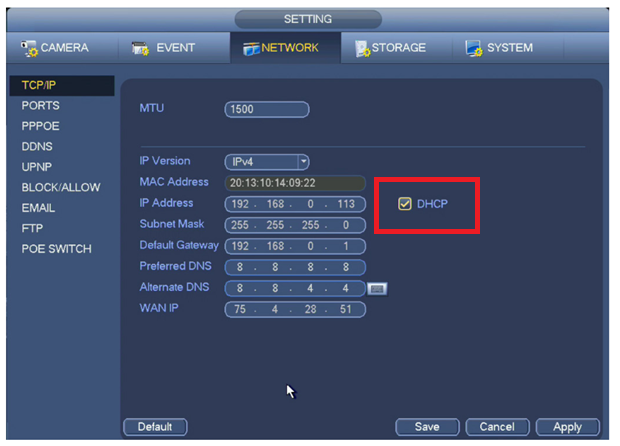 SETTING
CAMERA EVENT NETWORK STORAGE SYSTEM
TCP/IP
PORTS
PPPOE
DDNS
UPNP
BLOCK/ALLOW
EMAIL
FTP
POE SWITCH
MTU 1500
IP Version IPv4
MAC Address 20:13:10:14:09:22
IP Address 192 . 168 . 0 . 113 DHCP
Subnet Mask 255 . 255 . 255 . 0
Default Gateway 192 . 168 . 0 . 1
Preferred DNS 8 . 8 . 8 . 8
Alternate DNS 8 . 8 . 4 . 4
WAN IP 75 . 4 . 28 . 51
Default Save Cancel Apply